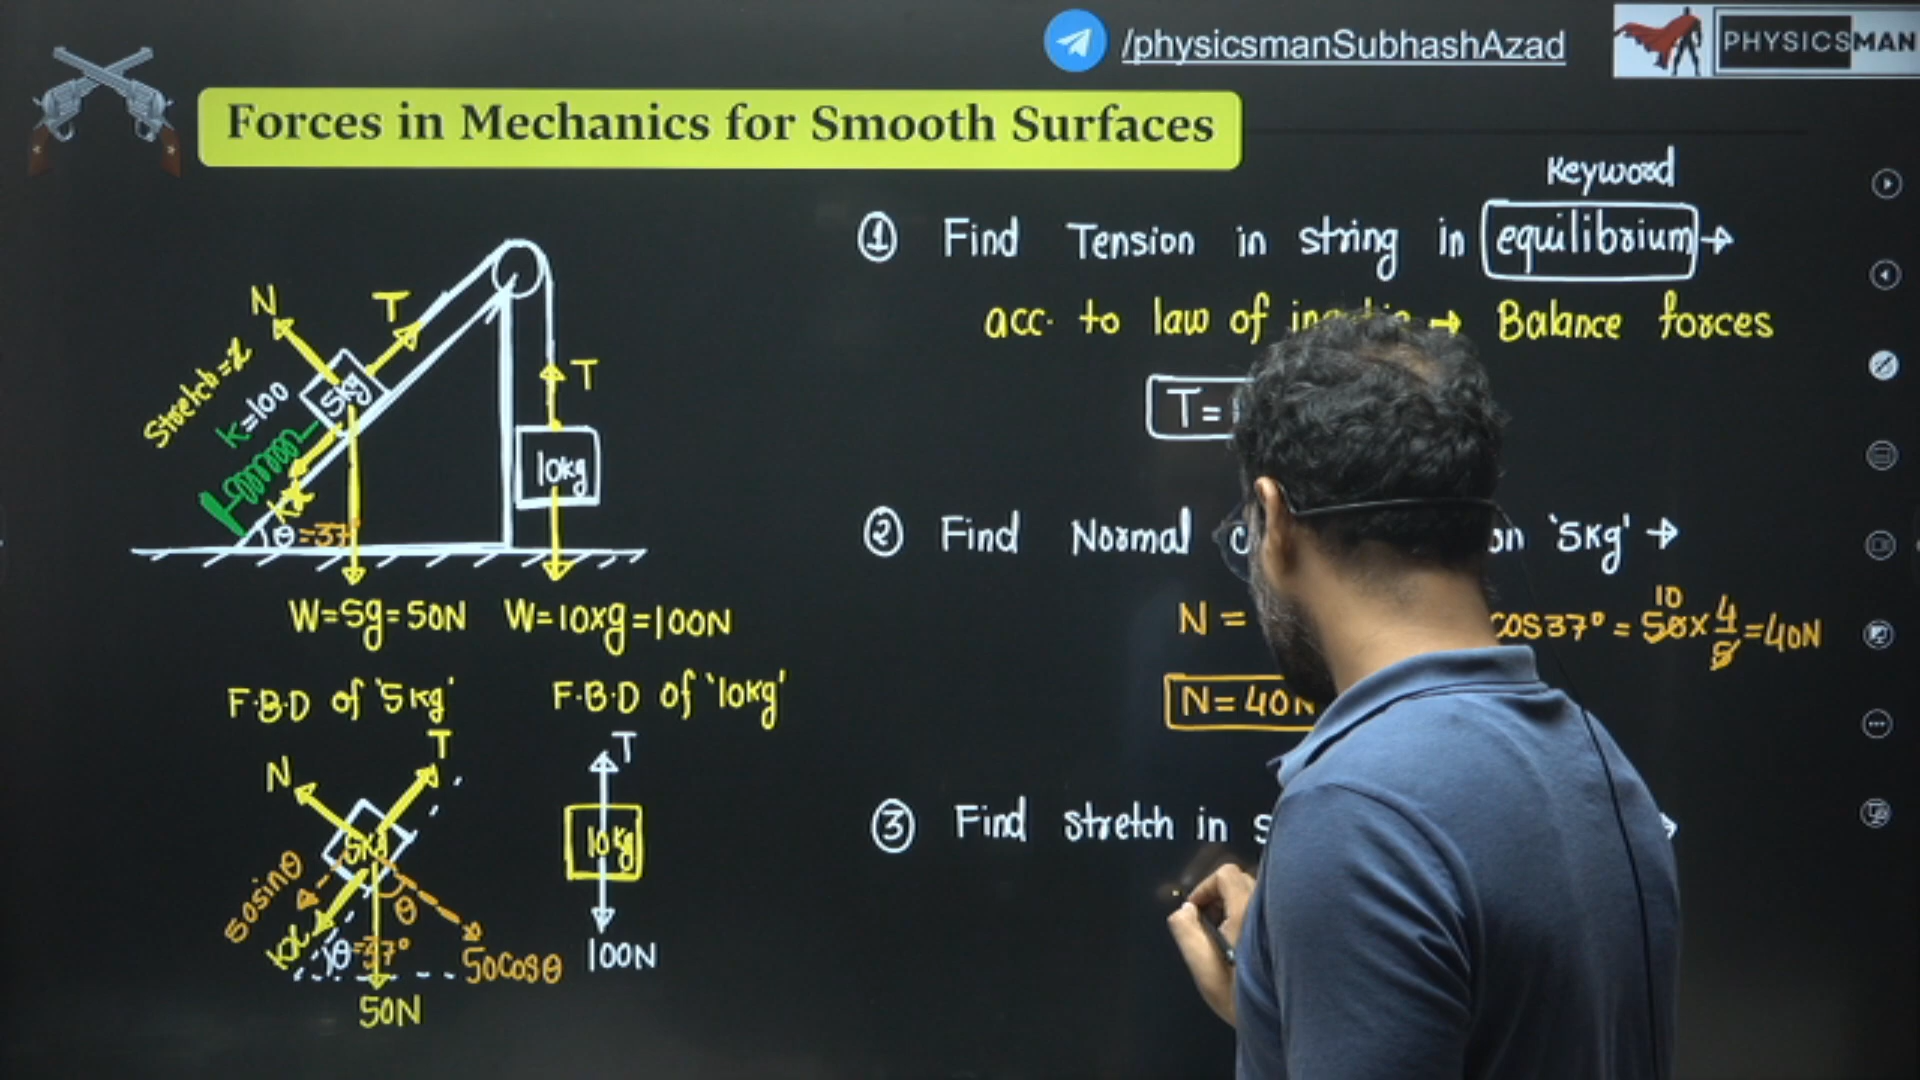 /physicsmanSubhashAzad
PHYSICSMAN
Forces in Mechanics for Smooth Surfaces
Keyword
① Find Tension in string in equilibrium →
acc. to law of → Balance forces
T=
② Find Normal on '5kg' →
N = cos37° = 50 × 4/5 = 40N
10
N = 40N
③ Find stretch in
N
T
Stretch = x
K=100
5kg
Kx
θ = 37°
T
10kg
W=5g=50N
W=10xg=100N
F.B.D of '5kg'
F.B.D of '10kg'
N
T
5kg
50sinθ
Kx
θ=37°
θ
50cosθ
50N
T
10kg
100N